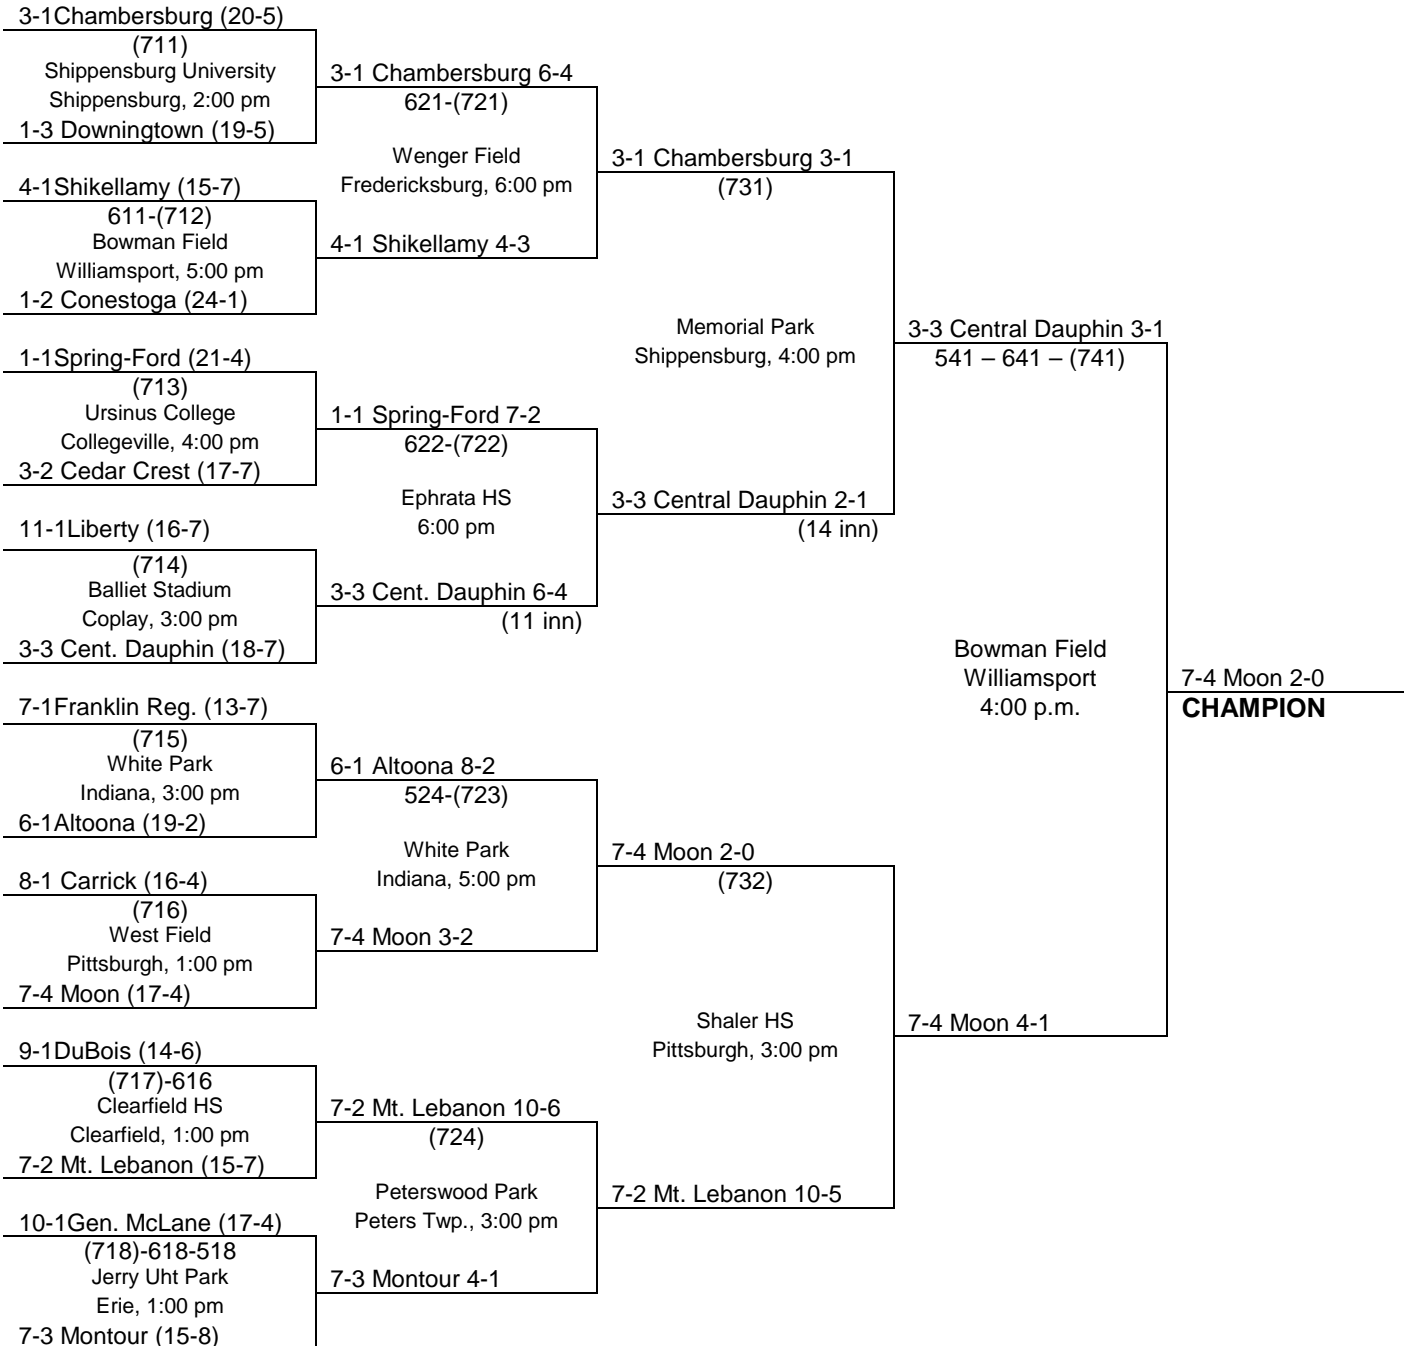 3-1Chambersburg (20-5)
(711)
Shippensburg University
Shippensburg, 2:00 pm
1-3 Downingtown (19-5)
4-1Shikellamy (15-7)
611-(712)
Bowman Field
Williamsport, 5:00 pm
1-2 Conestoga (24-1)
1-1Spring-Ford (21-4)
(713)
Ursinus College
Collegeville, 4:00 pm
3-2 Cedar Crest (17-7)
11-1Liberty (16-7)
(714)
Balliet Stadium
Coplay, 3:00 pm
3-3 Cent. Dauphin (18-7)
7-1Franklin Reg. (13-7)
(715)
White Park
Indiana, 3:00 pm
6-1Altoona (19-2)
8-1 Carrick (16-4)
(716)
West Field
Pittsburgh, 1:00 pm
7-4 Moon (17-4)
9-1DuBois (14-6)
(717)-616
Clearfield HS
Clearfield, 1:00 pm
7-2 Mt. Lebanon (15-7)
10-1Gen. McLane (17-4)
(718)-618-518
Jerry Uht Park
Erie, 1:00 pm
7-3 Montour (15-8)
3-1 Chambersburg 6-4
621-(721)
Wenger Field
Fredericksburg, 6:00 pm
4-1 Shikellamy 4-3
1-1 Spring-Ford 7-2
622-(722)
Ephrata HS
6:00 pm
3-3 Cent. Dauphin 6-4
(11 inn)
6-1 Altoona 8-2
524-(723)
White Park
Indiana, 5:00 pm
7-4 Moon 3-2
7-2 Mt. Lebanon 10-6
(724)
Peterswood Park
Peters Twp., 3:00 pm
7-3 Montour 4-1
3-1 Chambersburg 3-1
(731)
Memorial Park
Shippensburg, 4:00 pm
3-3 Central Dauphin 2-1
(14 inn)
7-4 Moon 2-0
(732)
Shaler HS
Pittsburgh, 3:00 pm
7-2 Mt. Lebanon 10-5
3-3 Central Dauphin 3-1
541 – 641 – (741)
Bowman Field
Williamsport
4:00 p.m.
7-4 Moon 4-1
7-4 Moon 2-0
CHAMPION